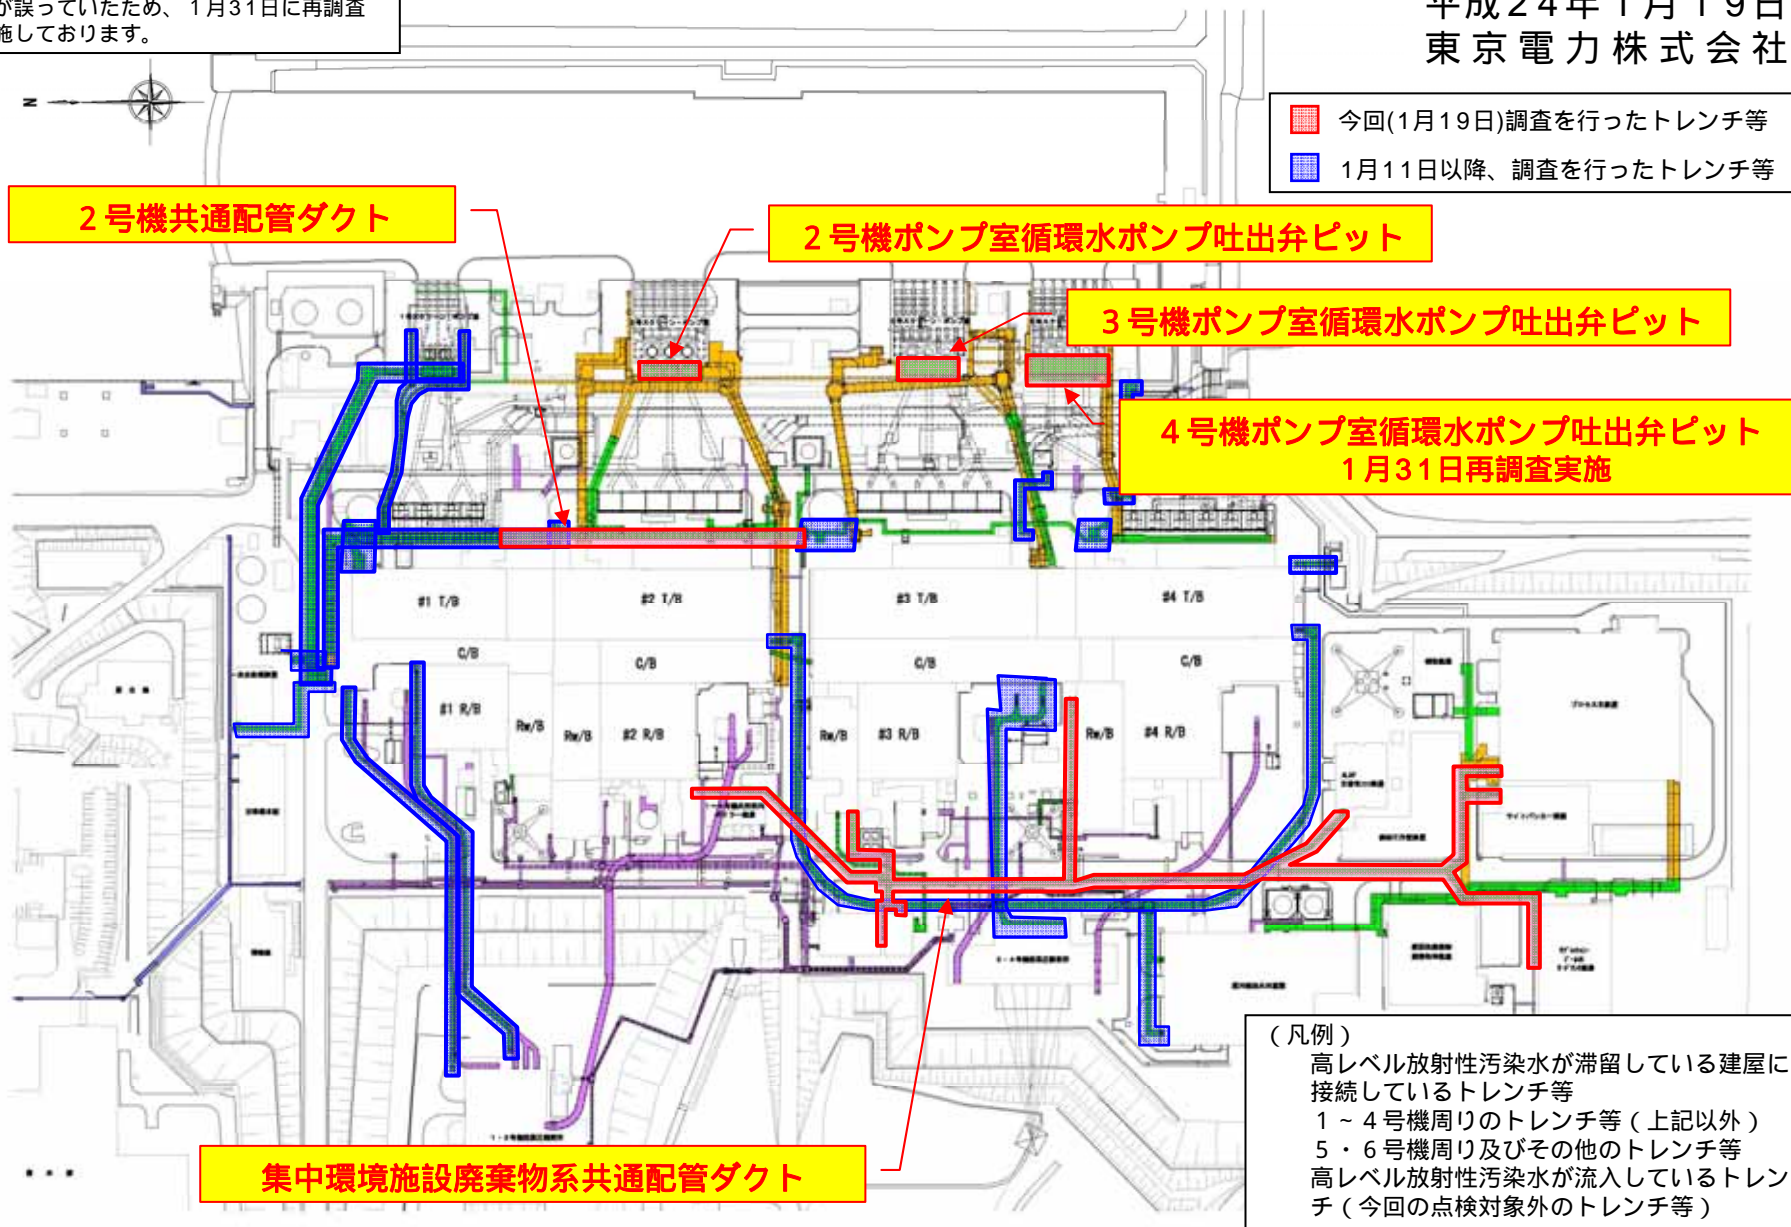 が誤っていたため、1月31日に再調査
施しております。
平成24年1月19日
東京電力株式会社
N
今回(1月19日)調査を行ったトレンチ等
1月11日以降、調査を行ったトレンチ等
2号機共通配管ダクト
2号機ポンプ室循環水ポンプ吐出弁ピット
3号機ポンプ室循環水ポンプ吐出弁ピット
4号機ポンプ室循環水ポンプ吐出弁ピット
1月31日再調査実施
#1 T/B
#2 T/B
#3 T/B
#4 T/B
C/B
C/B
C/B
C/B
#1 R/B
Rw/B
Rw/B
#2 R/B
Rw/B
#3 R/B
Rw/B
#4 R/B
集中環境施設廃棄物系共通配管ダクト
(凡例)
高レベル放射性汚染水が滞留している建屋に
接続しているトレンチ等
1~4号機周りのトレンチ等(上記以外)
5・6号機周り及びその他のトレンチ等
高レベル放射性汚染水が流入しているトレン
チ(今回の点検対象外のトレンチ等)